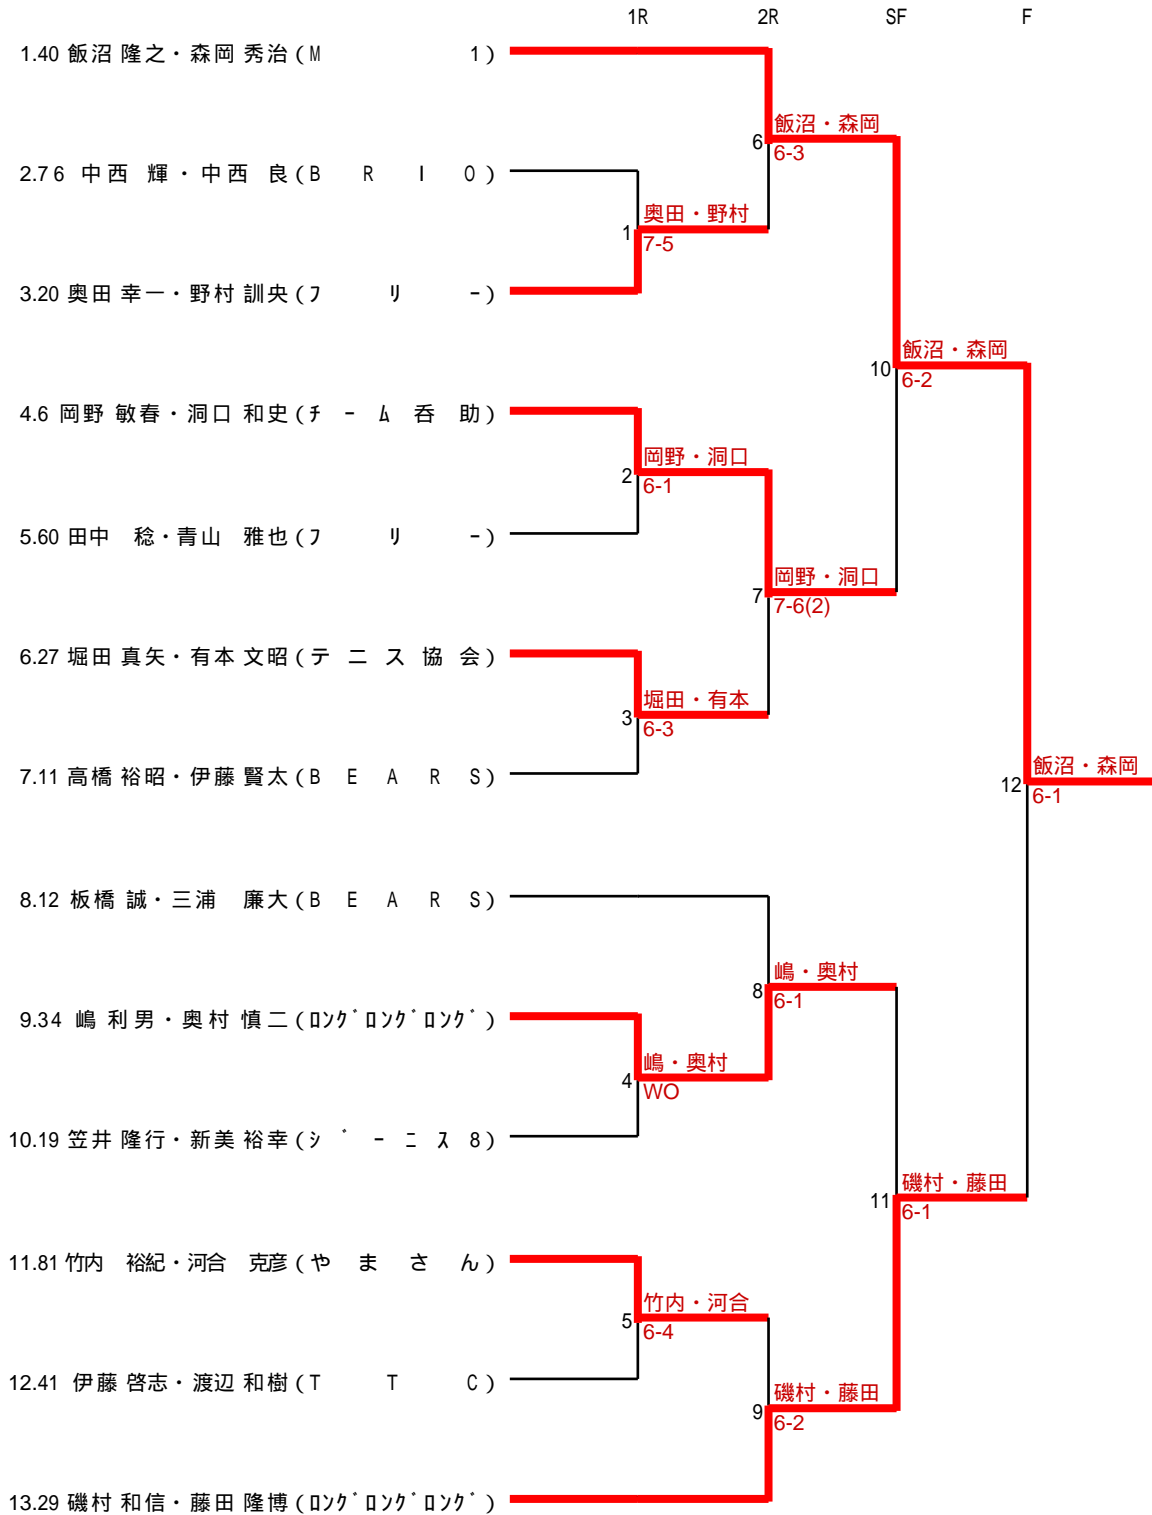 1R 2R SF F
1.40 飯沼 隆之・森岡 秀治 (M 1)
飯沼・森岡
6
6-3
2.76 中西 輝・中西 良 (B R I O)
奥田・野村
1
7-5
3.20 奥田 幸一・野村 訓央 (フ リ ー)
飯沼・森岡
10
6-2
4.6 岡野 敏春・洞口 和史 (チ ー ム 呑 助)
岡野・洞口
2
6-1
5.60 田中 稔・青山 雅也 (フ リ ー)
岡野・洞口
7
7-6(2)
6.27 堀田 真矢・有本 文昭 (テ ニ ス 協 会)
堀田・有本
3
6-3
7.11 高橋 裕昭・伊藤 賢太 (B E A R S)
飯沼・森岡
12
6-1
8.12 板橋 誠・三浦 廉大 (B E A R S)
嶋・奥村
8
6-1
9.34 嶋 利男・奥村 慎二 (ロングロングロング)
嶋・奥村
4
WO
10.19 笠井 隆行・新美 裕幸 (ジ ー ニ ス 8)
磯村・藤田
11
6-1
11.81 竹内 裕紀・河合 克彦 (や ま さ ん)
竹内・河合
5
6-4
12.41 伊藤 啓志・渡辺 和樹 (T T C)
磯村・藤田
9
6-2
13.29 磯村 和信・藤田 隆博 (ロングロングロング)